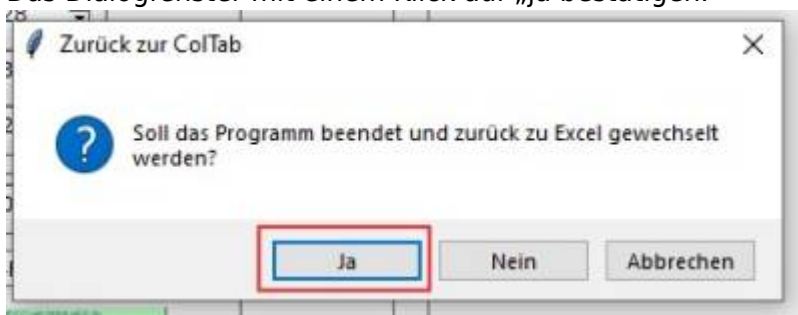 Das Dialogfenster mit einem Klick auf „Ja bestätigen.
Zurück zur ColTab
Soll das Programm beendet und zurück zu Excel gewechselt
werden?
Ja
Nein
Abbrechen